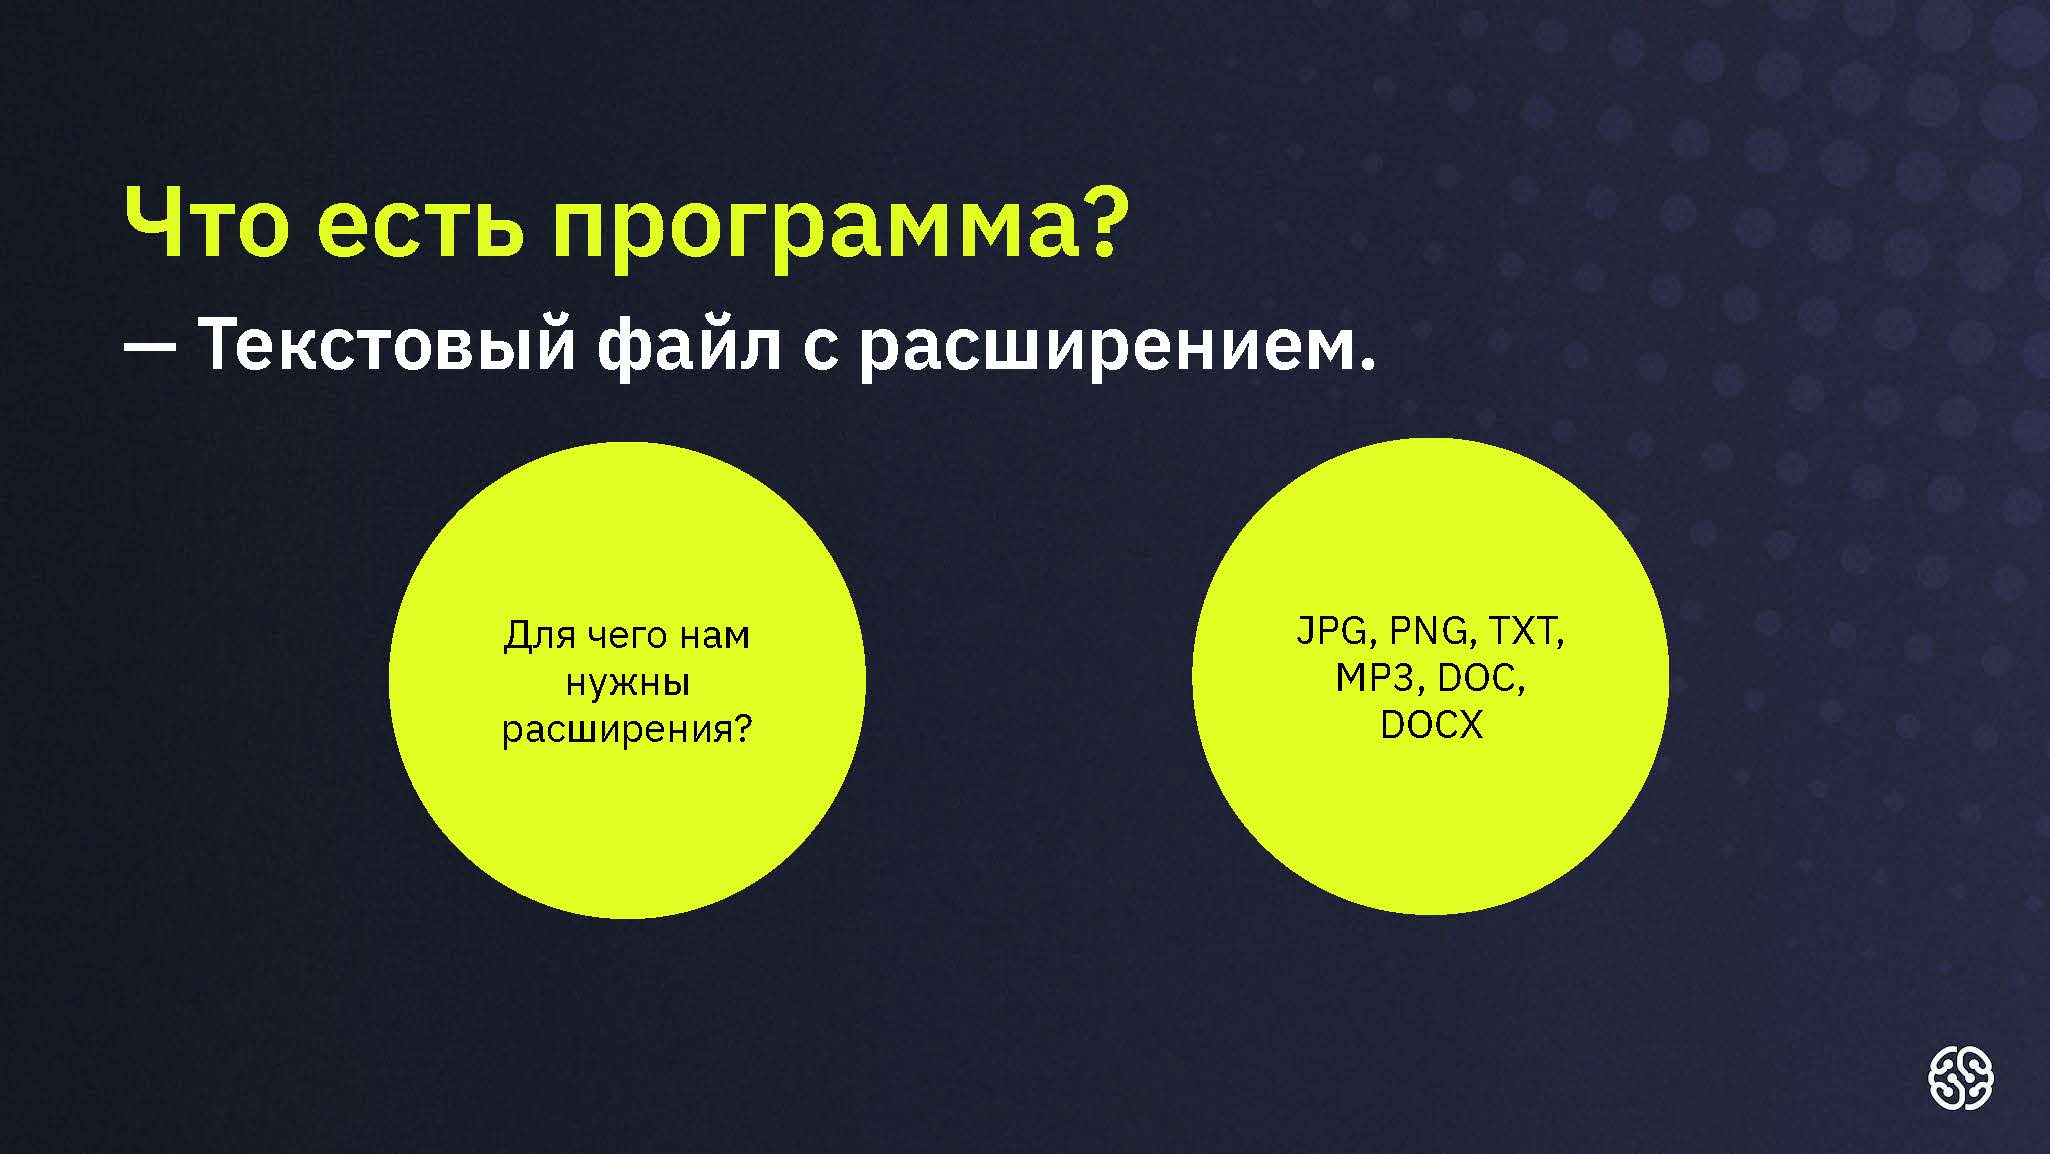 Что есть программа?
— Текстовый файл с расширением.
Для чего нам
нужны
расширения?
JPG, PNG, TXT,
MP3, DOC,
DOCX